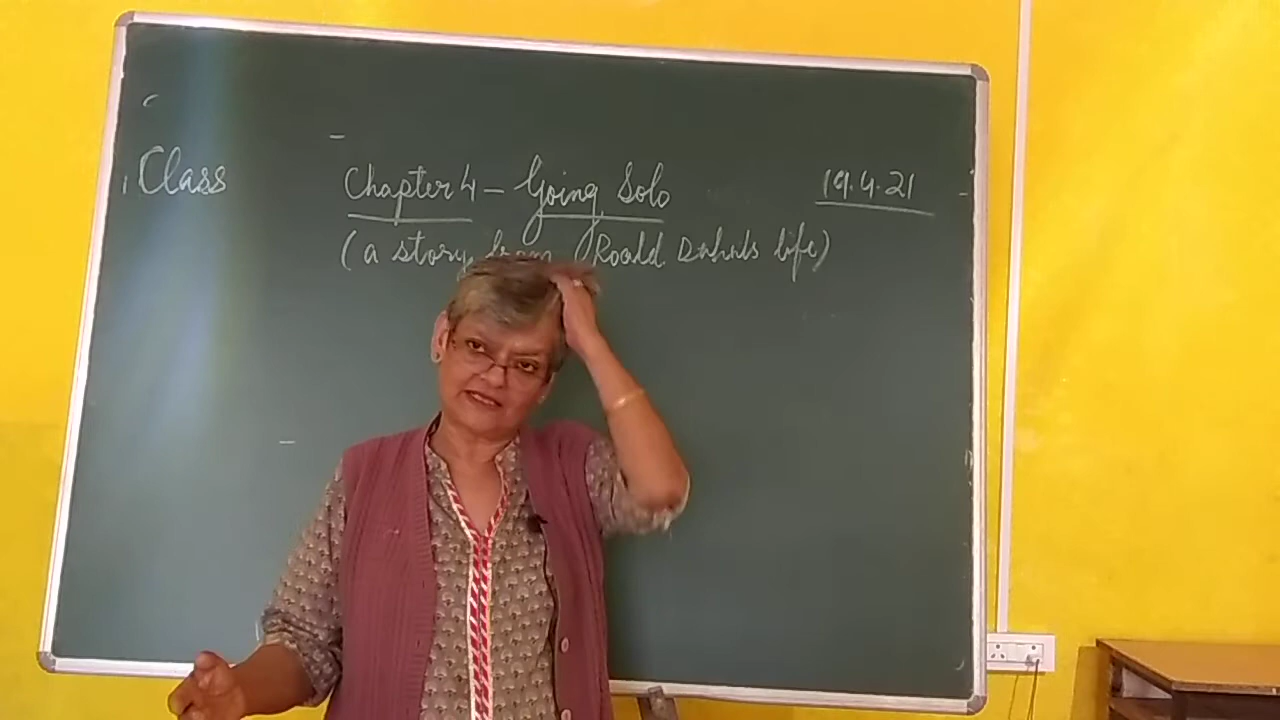 Class Chapter 4 - Going Solo 19.4.21
(a story from Roald Dahls life)